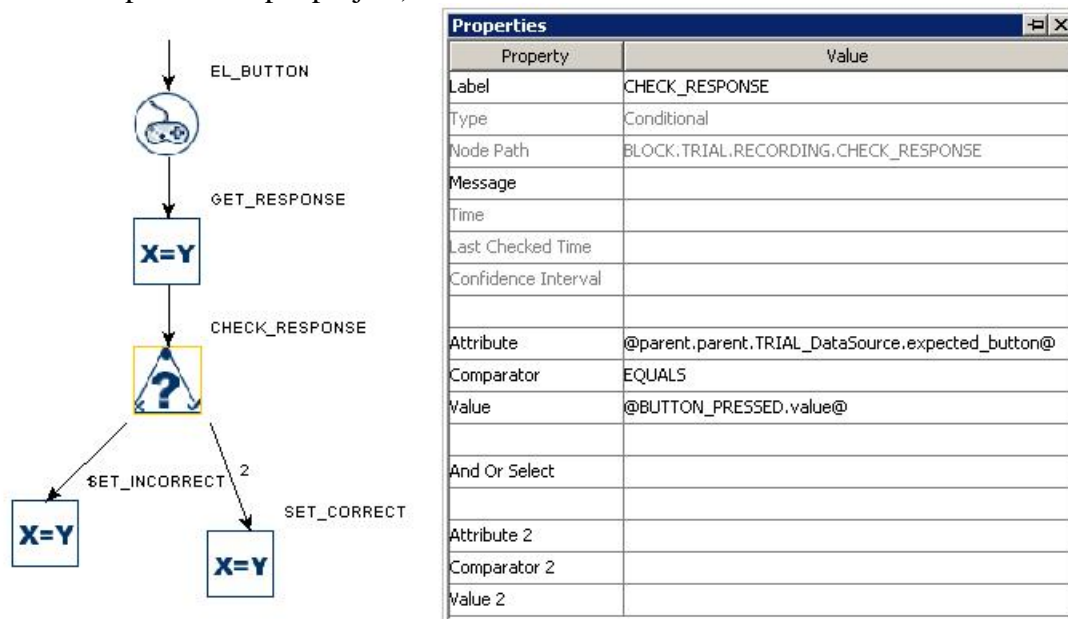 EL_BUTTON
GET_RESPONSE
X=Y
CHECK_RESPONSE
?
SET_INCORRECT
2
X=Y
SET_CORRECT
X=Y
Properties
Property Value
Label CHECK_RESPONSE
Type Conditional
Node Path BLOCK.TRIAL.RECORDING.CHECK_RESPONSE
Message
Time
Last Checked Time
Confidence Interval
Attribute @parent.parent.TRIAL_DataSource.expected_button@
Comparator EQUALS
Value @BUTTON_PRESSED.value@
And Or Select
Attribute 2
Comparator 2
Value 2